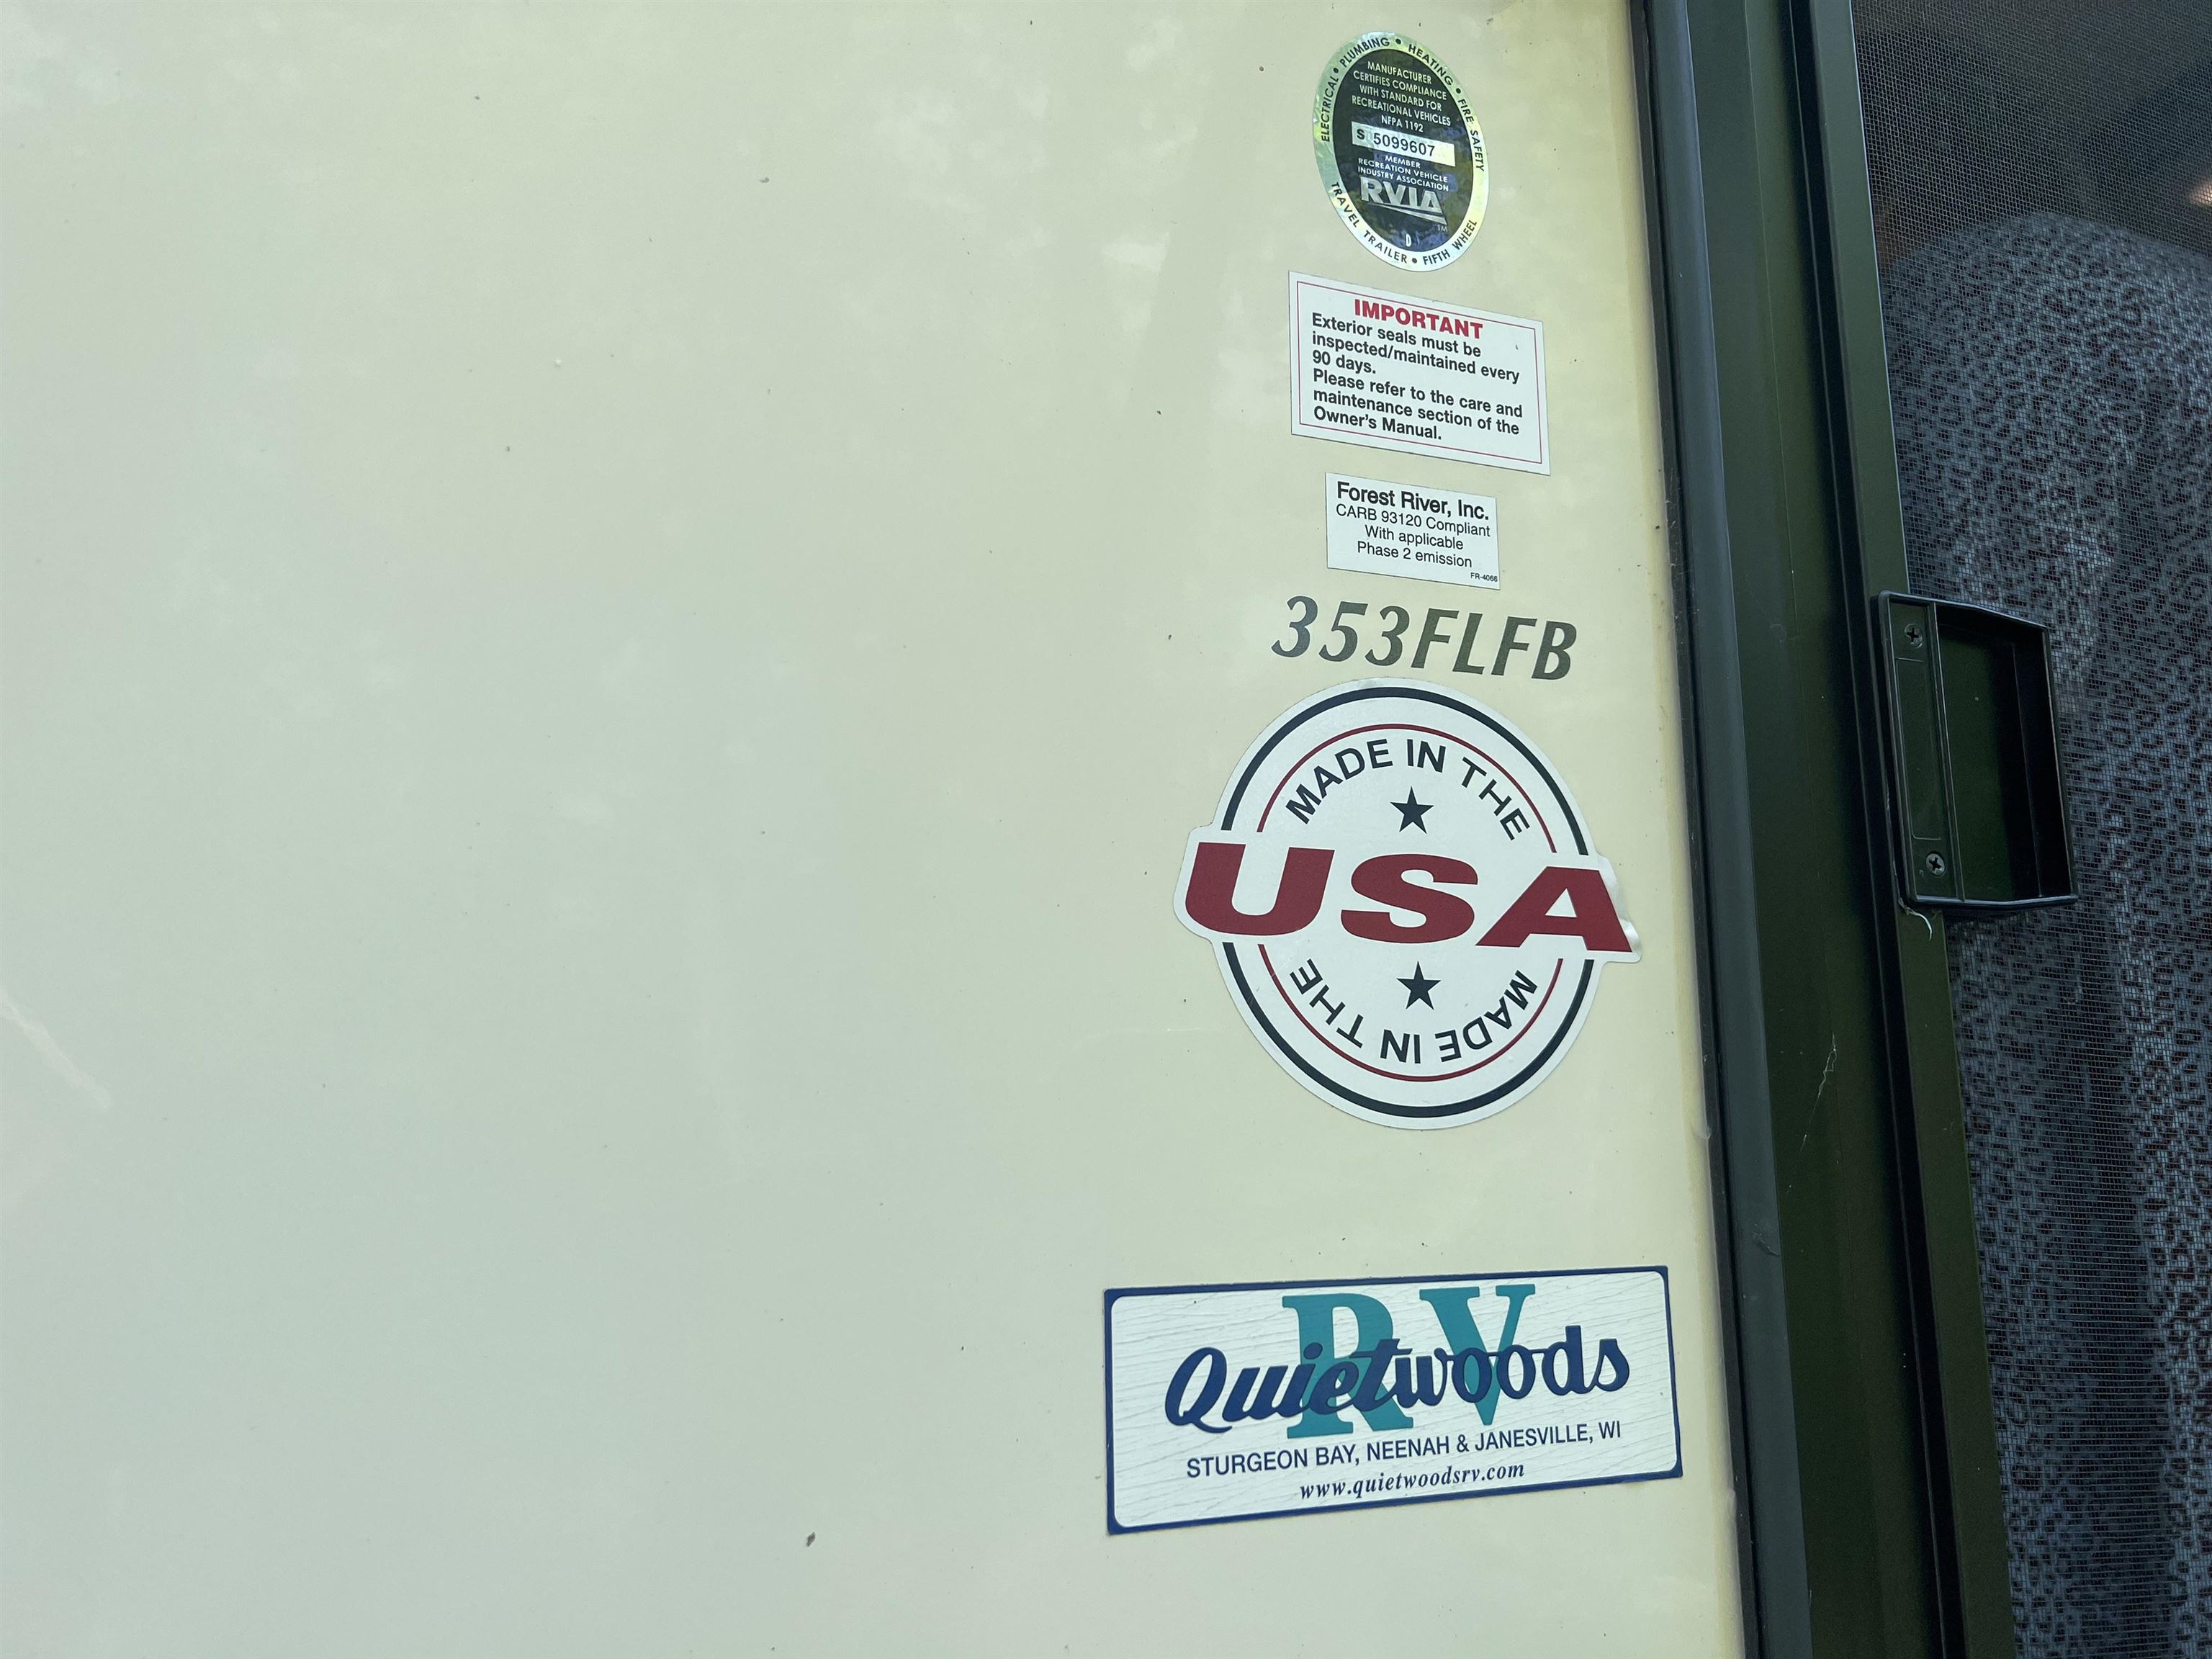 ELECTRICAL • PLUMBING • HEATING • FIRE SAFETY
MANUFACTURER
CERTIFIES COMPLIANCE
WITH STANDARD FOR
RECREATIONAL VEHICLES
NFPA 1192
5099607
MEMBER
RECREATION VEHICLE
INDUSTRY ASSOCIATION
RVIA
TM
D
TRAVEL TRAILER • FIFTH WHEEL
IMPORTANT
Exterior seals must be
inspected/maintained every
90 days.
Please refer to the care and
maintenance section of the
Owner's Manual.
Forest River, Inc.
CARB 93120 Compliant
With applicable
Phase 2 emission
FR-4066
353FLFB
MADE IN THE
USA
MADE IN THE
RV
Quietwoods
STURGEON BAY, NEENAH & JANESVILLE, WI
www.quietwoodsrv.com